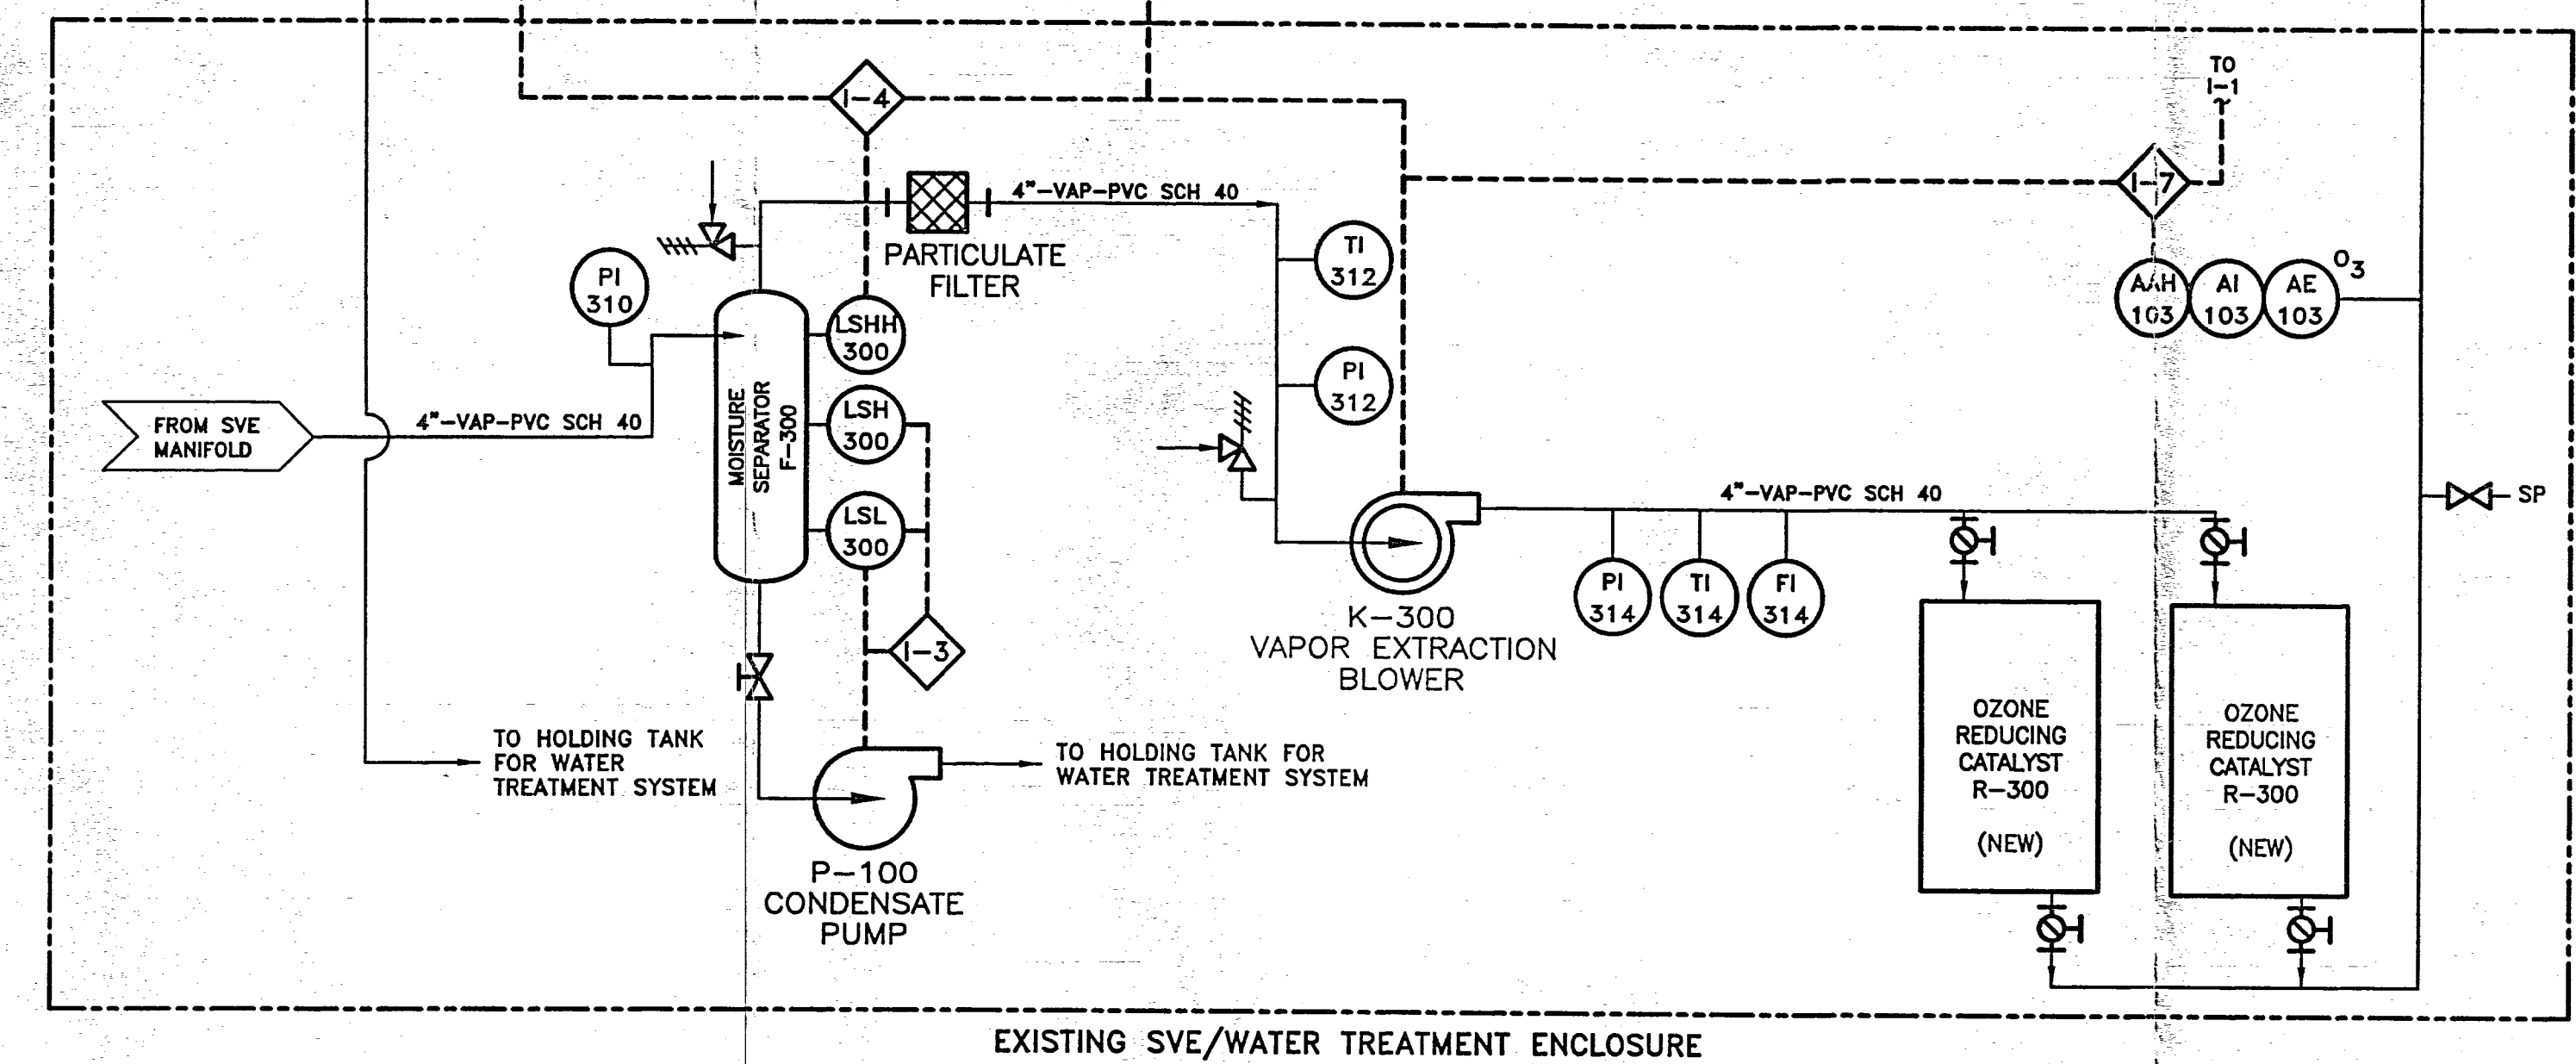 TO
I-1
I-4
I-7
4"-VAP-PVC SCH 40
PARTICULATE
FILTER
PI
310
TI
312
PI
312
LSHH
300
LSH
300
LSL
300
AAH
103
AI
103
AE
103
O3
FROM SVE
MANIFOLD
4"-VAP-PVC SCH 40
MOISTURE
SEPARATOR
F-300
4"-VAP-PVC SCH 40
SP
PI
314
TI
314
FI
314
K-300
VAPOR EXTRACTION
BLOWER
I-3
TO HOLDING TANK
FOR WATER
TREATMENT SYSTEM
TO HOLDING TANK FOR
WATER TREATMENT SYSTEM
P-100
CONDENSATE
PUMP
OZONE
REDUCING
CATALYST
R-300
(NEW)
OZONE
REDUCING
CATALYST
R-300
(NEW)
EXISTING SVE/WATER TREATMENT ENCLOSURE